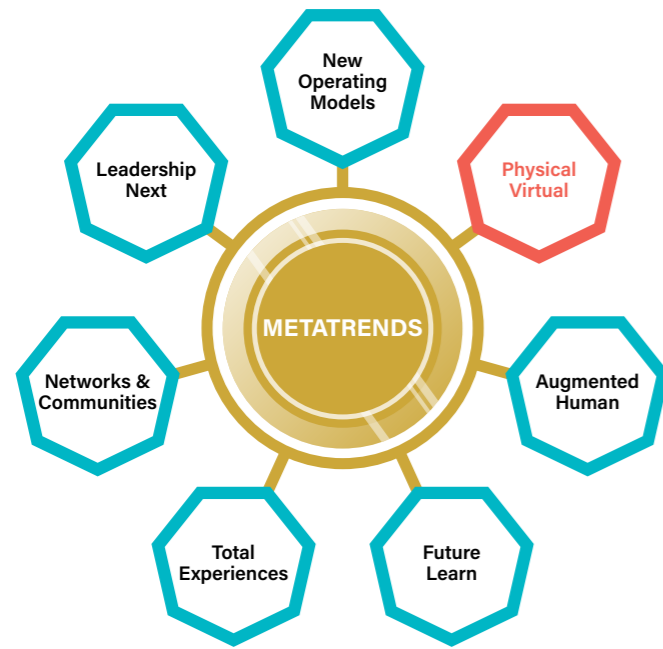 New
Operating
Models
Leadership
Next
Physical
Virtual
METATRENDS
Networks &
Communities
Augmented
Human
Total
Experiences
Future
Learn